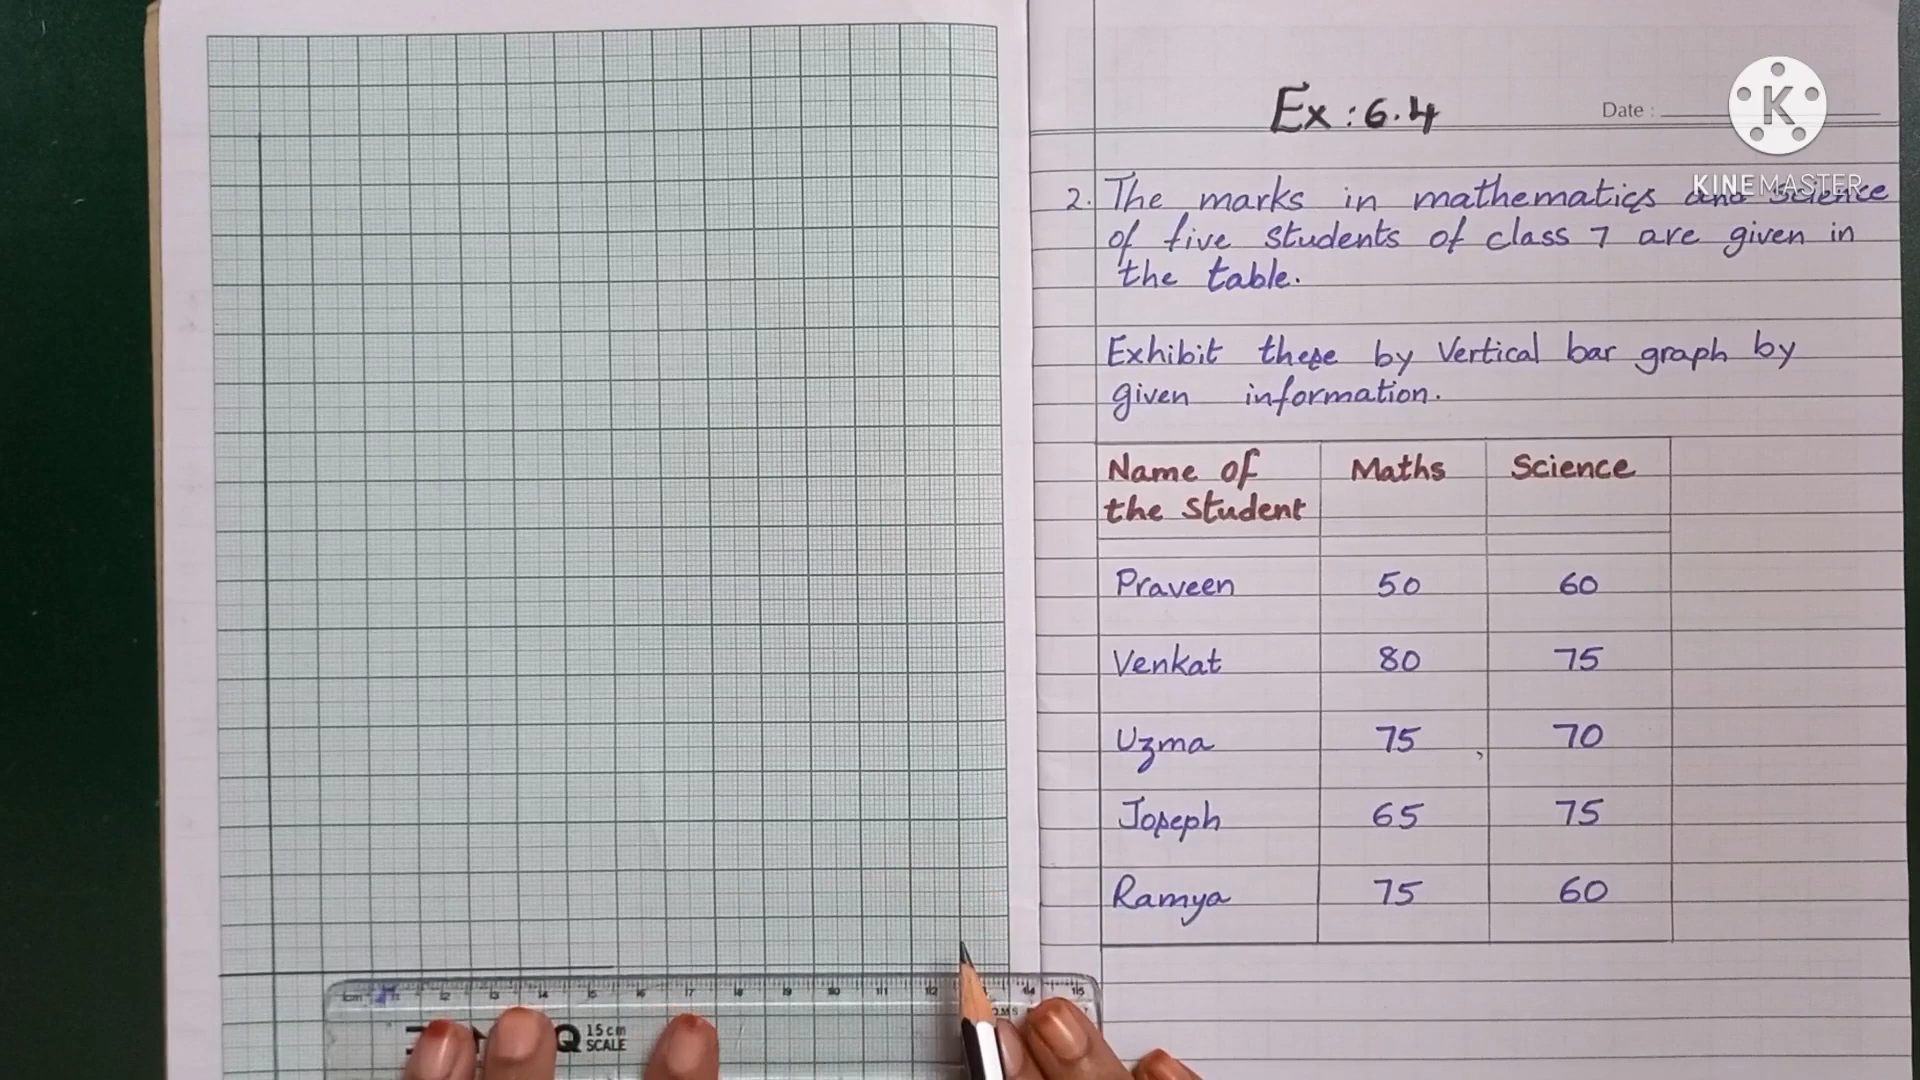 Ex : 6.4
Date :
K
KINEMASTER
2. The marks in mathematics and science
of five students of class 7 are given in
the table.
Exhibit these by Vertical bar graph by
given information.
Name of the Student Maths Science
Praveen 50 60
Venkat 80 75
Uzma 75 70
Joseph 65 75
Ramya 75 60
15cm
SCALE